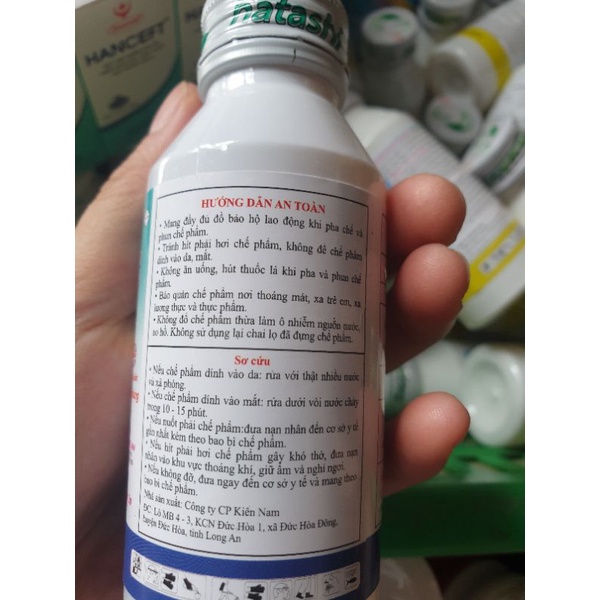 natashi
HANCEBT
HƯỚNG DẪN AN TOÀN
• Mang đầy đủ đồ bảo hộ lao động khi pha chế và
phun chế phẩm.
• Tránh hít phải hơi chế phẩm, không để chế phẩm
dính vào da, mắt.
• Không ăn uống, hút thuốc lá khi pha và phun chế
phẩm.
• Bảo quản chế phẩm nơi thoáng mát, xa trẻ em, xa
lương thực và thực phẩm.
• Không đổ chế phẩm thừa làm ô nhiễm nguồn nước,
ao hồ. Không sử dụng lại chai lọ đã đựng chế phẩm.
Sơ cứu
• Nếu chế phẩm dính vào da: rửa với thật nhiều nước
và xà phòng.
• Nếu chế phẩm dính vào mắt: rửa dưới vòi nước chảy
trong 10 - 15 phút.
• Nếu nuốt phải chế phẩm:đưa nạn nhân đến cơ sở y tế
gần nhất kèm theo bao bì chế phẩm.
• Nếu hít phải hơi chế phẩm gây khó thở, đưa nạn
nhân vào khu vực thoáng khí, giữ ấm và nghỉ ngơi.
• Nếu không đỡ, đưa ngay đến cơ sở y tế và mang theo
bao bì chế phẩm.
Nhà sản xuất: Công ty CP Kiên Nam
ĐC: Lô MB 4 - 3, KCN Đức Hòa 1, xã Đức Hòa Đông,
huyện Đức Hòa, tỉnh Long An